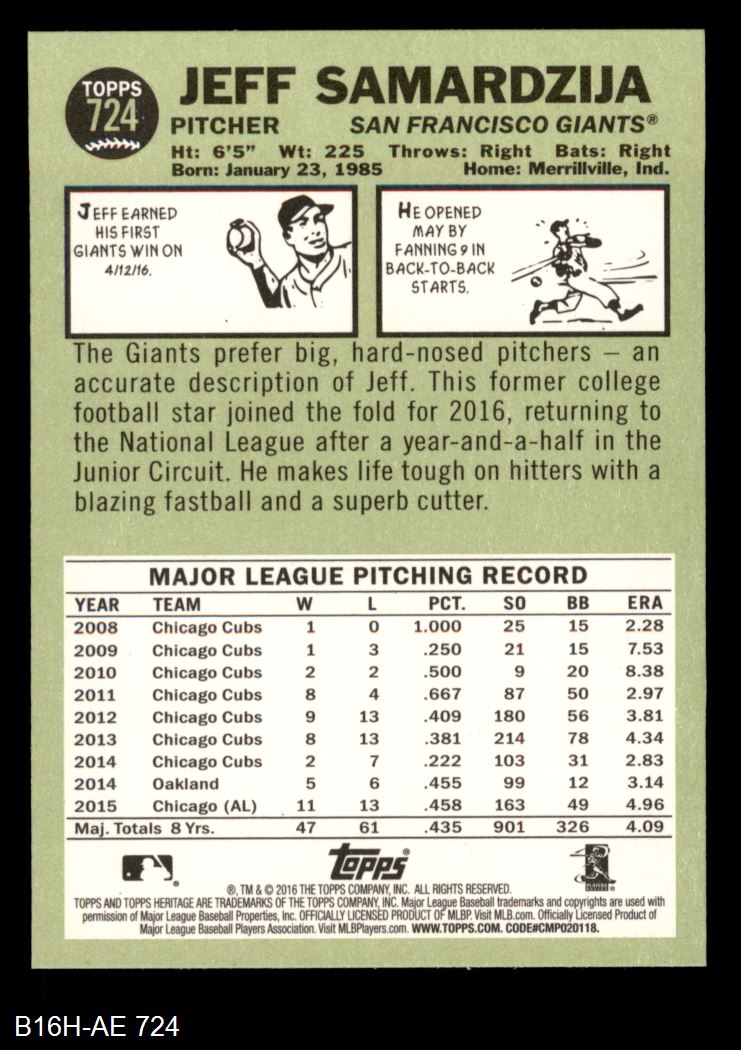 TOPPS
724
JEFF SAMARDZIJA
PITCHER SAN FRANCISCO GIANTS®
Ht: 6'5" Wt: 225 Throws: Right Bats: Right
Born: January 23, 1985 Home: Merrillville, Ind.
JEFF EARNED
HIS FIRST
GIANTS WIN ON
4/12/16.
HE OPENED
MAY BY
FANNING 9 IN
BACK-TO-BACK
STARTS.
The Giants prefer big, hard-nosed pitchers – an
accurate description of Jeff. This former college
football star joined the fold for 2016, returning to
the National League after a year-and-a-half in the
Junior Circuit. He makes life tough on hitters with a
blazing fastball and a superb cutter.
MAJOR LEAGUE PITCHING RECORD
YEAR TEAM W L PCT. SO BB ERA
2008 Chicago Cubs 1 0 1.000 25 15 2.28
2009 Chicago Cubs 1 3 .250 21 15 7.53
2010 Chicago Cubs 2 2 .500 9 20 8.38
2011 Chicago Cubs 8 4 .667 87 50 2.97
2012 Chicago Cubs 9 13 .409 180 56 3.81
2013 Chicago Cubs 8 13 .381 214 78 4.34
2014 Chicago Cubs 2 7 .222 103 31 2.83
2014 Oakland 5 6 .455 99 12 3.14
2015 Chicago (AL) 11 13 .458 163 49 4.96
Maj. Totals 8 Yrs. 47 61 .435 901 326 4.09
Topps®
®, TM & © 2016 THE TOPPS COMPANY, INC. ALL RIGHTS RESERVED.
TOPPS AND TOPPS HERITAGE ARE TRADEMARKS OF THE TOPPS COMPANY, INC. Major League Baseball trademarks and copyrights are used with
permission of Major League Baseball Properties, Inc. OFFICIALLY LICENSED PRODUCT OF MLBP. Visit MLB.com. Officially Licensed Product of
Major League Baseball Players Association. Visit MLBPlayers.com. WWW.TOPPS.COM. CODE#CMP020118.
B16H-AE 724